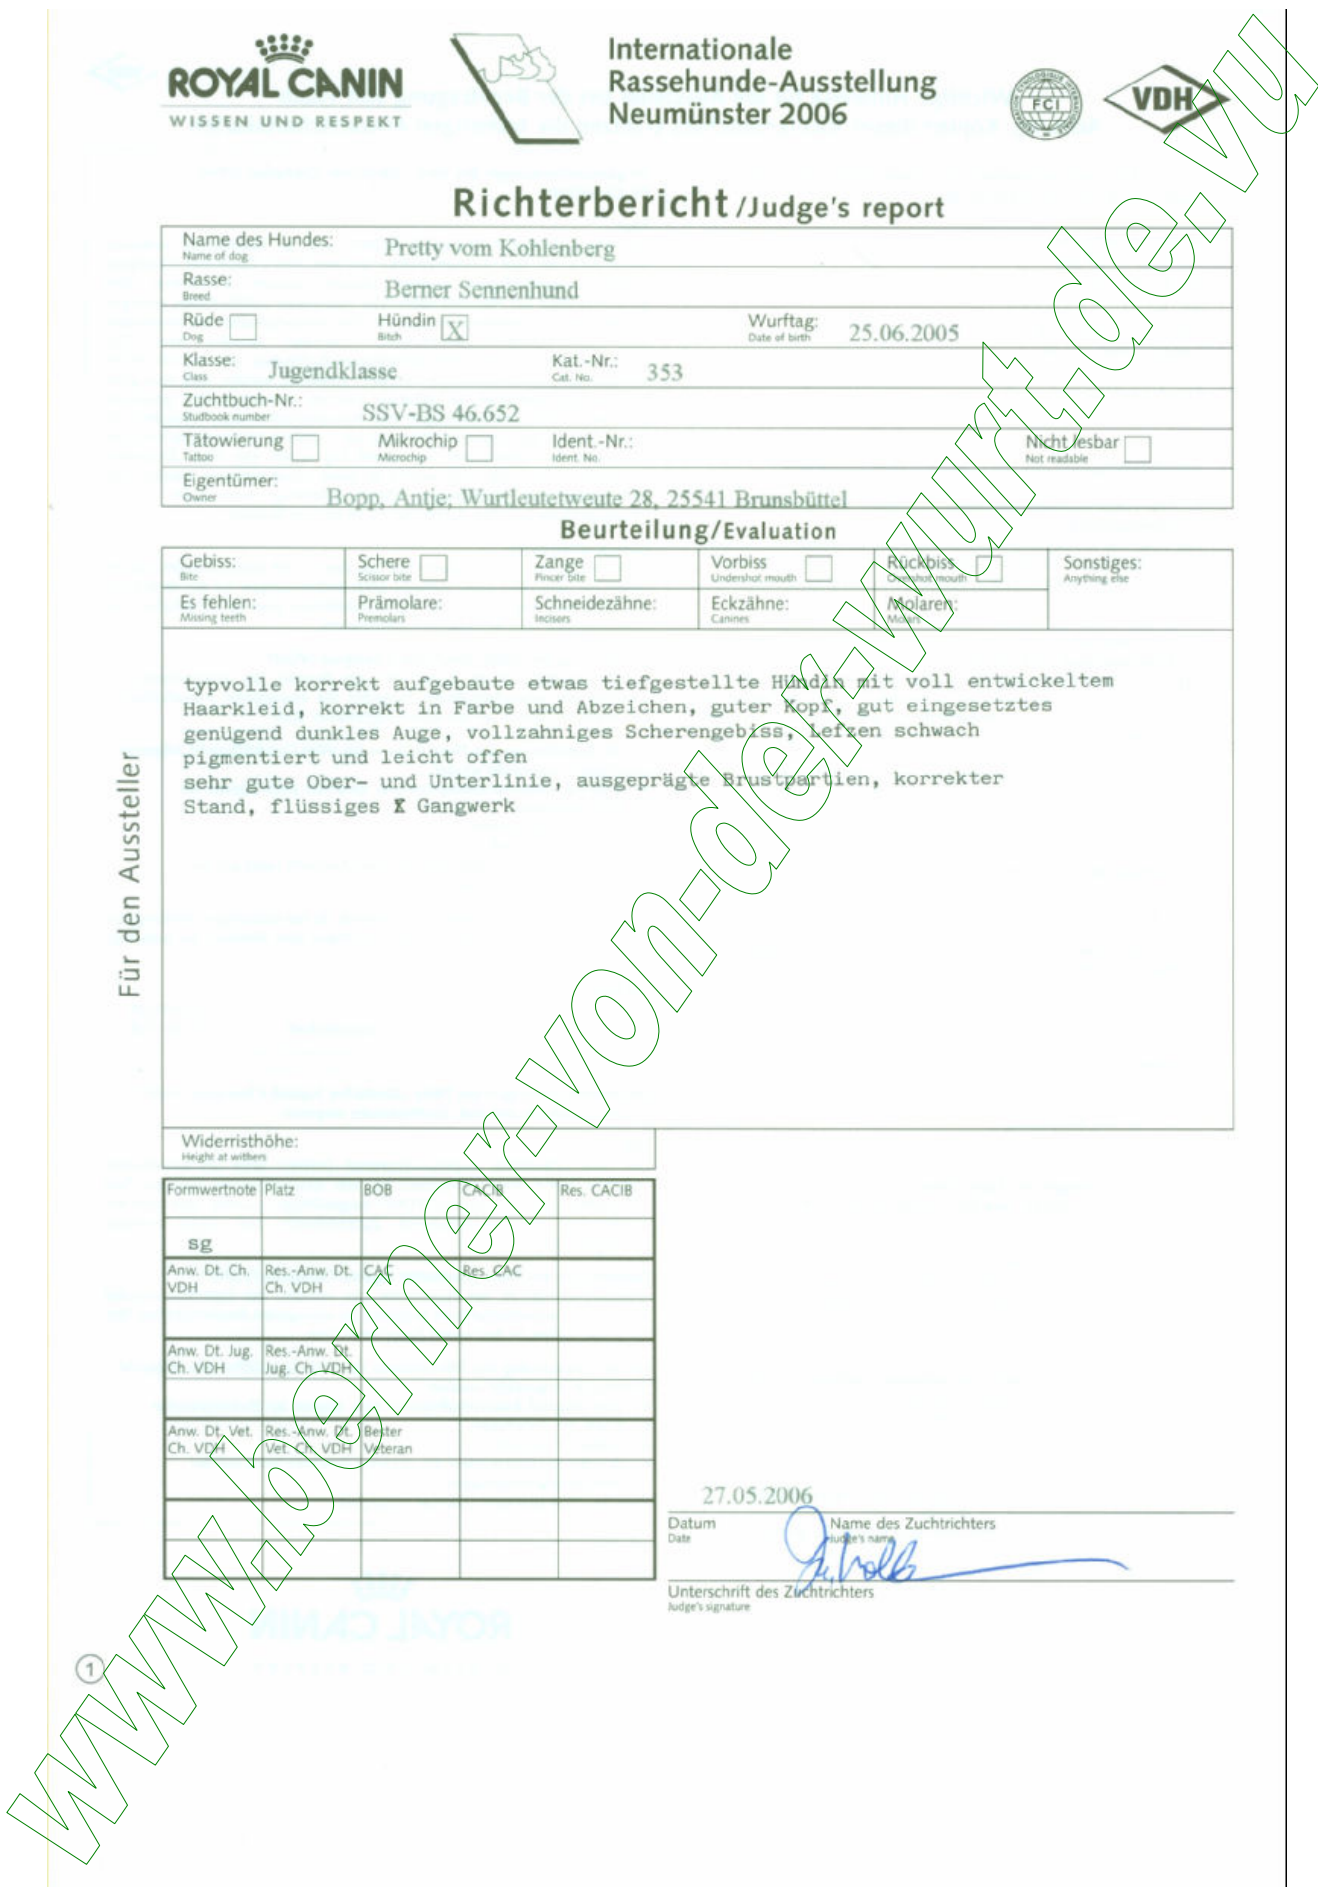 ROYAL CANIN
WISSEN UND RESPEKT
Internationale
Rassehunde-Ausstellung
Neumünster 2006
FCI
VDH
Richterbericht /Judge's report
Name des Hundes: Pretty vom Kohlenberg
Name of dog
Rasse: Berner Sennenhund
Breed
Rüde Hündin X Wurftag: 25.06.2005
Dog Bitch Date of birth
Klasse: Jugendklasse Kat.-Nr.: 353
Class Cat. No.
Zuchtbuch-Nr.: SSV-BS 46.652
Studbook number
Tätowierung Mikrochip Ident.-Nr.: Nicht lesbar
Tattoo Microchip Ident. No. Not readable
Eigentümer: Bopp, Antje; Wurtleutetweute 28, 25541 Brunsbüttel
Owner
Beurteilung/Evaluation
Gebiss: Schere Zange Vorbiss Rückbiss Sonstiges:
Bite Scissor bite Pincer bite Undershot mouth Overshot mouth Anything else
Es fehlen: Prämolare: Schneidezähne: Eckzähne: Molaren:
Missing teeth Premolars Incisors Canines Molars
typvolle korrekt aufgebaute etwas tiefgestellte Hündin mit voll entwickeltem
Haarkleid, korrekt in Farbe und Abzeichen, guter Kopf, gut eingesetztes
genügend dunkles Auge, vollzahniges Scherengebiss, Lefzen schwach
pigmentiert und leicht offen
sehr gute Ober- und Unterlinie, ausgeprägte Brustpartien, korrekter
Stand, flüssiges Gangwerk
Für den Aussteller
Widerristhöhe:
Height at withers
Formwertnote Platz BOB CACIB Res. CACIB
sg
Anw. Dt. Ch. Res.-Anw. Dt. CAC Res. CAC
VDH Ch. VDH
Anw. Dt. Jug. Res.-Anw. Dt.
Ch. VDH Jug. Ch. VDH
Anw. Dt. Vet. Res.-Anw. Dt. Bester
Ch. VDH Vet. Ch. VDH Veteran
27.05.2006
Datum Name des Zuchtrichters
Date Judge's name
Unterschrift des Zuchtrichters
Judge's signature
1
www.berner-von-der-wurt.de.vu